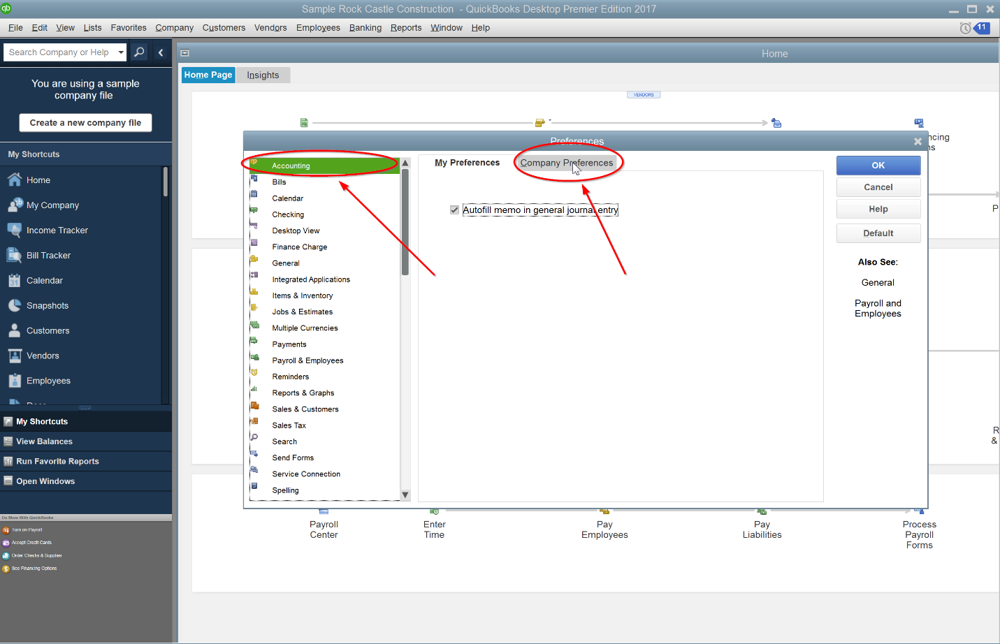 qb
Sample Rock Castle Construction - QuickBooks Desktop Premier Edition 2017
File Edit View Lists Favorites Company Customers Vendors Employees Banking Reports Window Help
11
Search Company or Help
Home
Home Page
Insights
You are using a sample
company file
Create a new company file
My Shortcuts
Home
My Company
Income Tracker
Bill Tracker
31
Calendar
Snapshots
Customers
Vendors
Employees
My Shortcuts
View Balances
Run Favorite Reports
Open Windows
Do More With QuickBooks
Turn on Payroll
Accept Credit Cards
Order Checks & Supplies
See Financing Options
VENDORS
ncing
Preferences
Accounting
Bills
Calendar
Checking
Desktop View
Finance Charge
General
Integrated Applications
Items & Inventory
Jobs & Estimates
Multiple Currencies
Payments
Payroll & Employees
Reminders
Reports & Graphs
Sales & Customers
Sales Tax
Search
Send Forms
Service Connection
Spelling
My Preferences
Company Preferences
Autofill memo in general journal entry
OK
Cancel
Help
Default
Also See:
General
Payroll and
Employees
P
R
&
Payroll
Center
Enter
Time
Pay
Employees
Pay
Liabilities
Process
Payroll
Forms